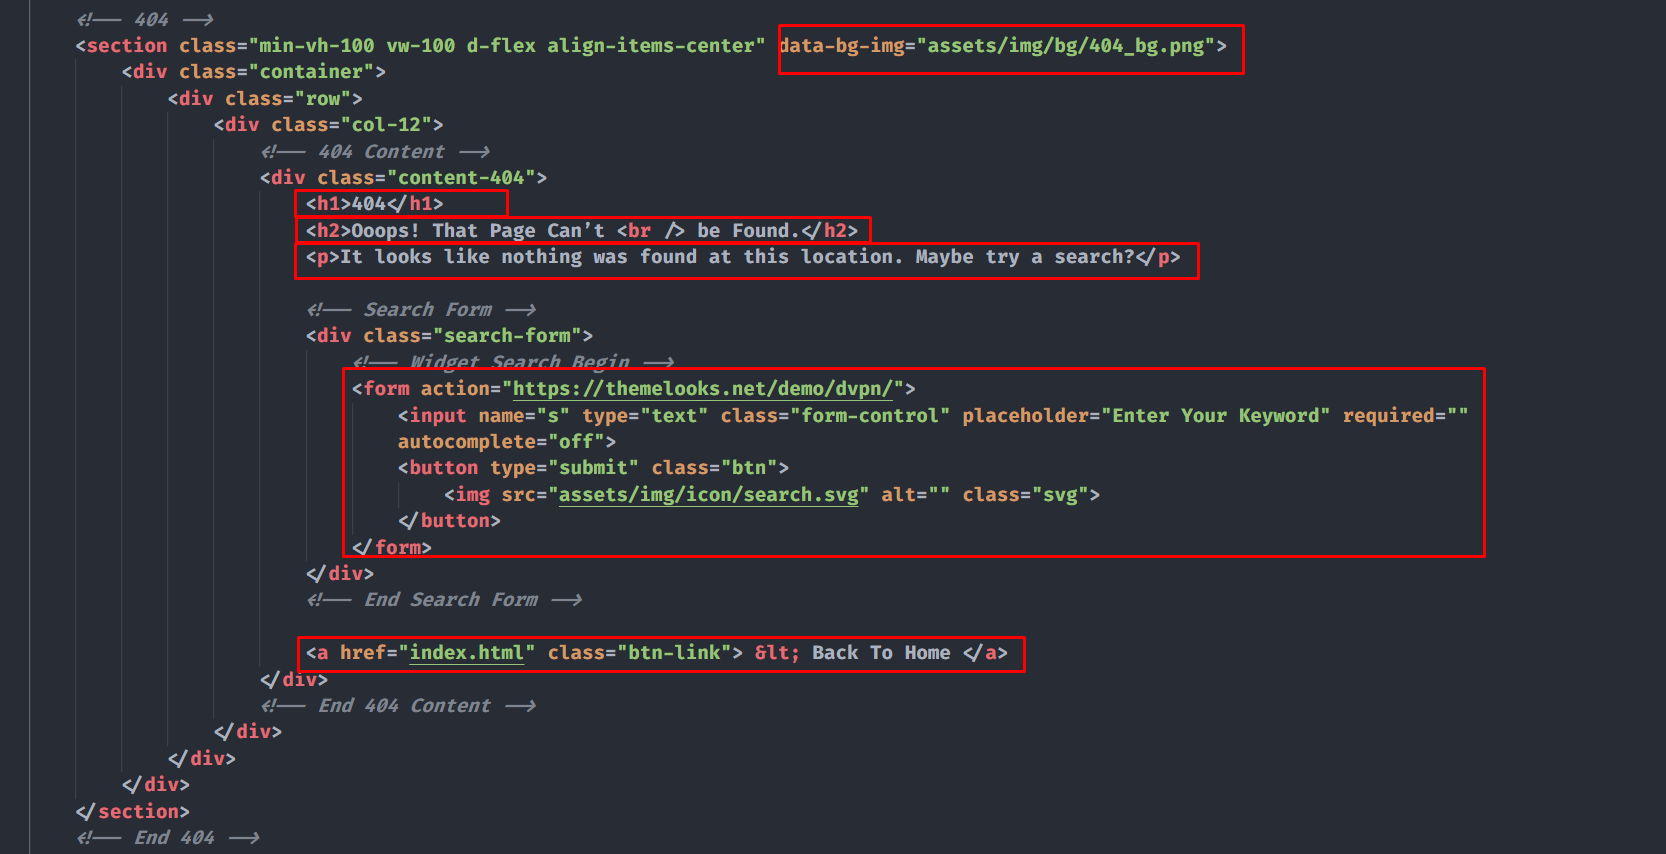 <!-- 404 -->
<section class="min-vh-100 vw-100 d-flex align-items-center" data-bg-img="assets/img/bg/404_bg.png">
<div class="container">
<div class="row">
<div class="col-12">
<!-- 404 Content -->
<div class="content-404">
<h1>404</h1>
<h2>Ooops! That Page Can’t <br /> be Found.</h2>
<p>It looks like nothing was found at this location. Maybe try a search?</p>
<!-- Search Form -->
<div class="search-form">
<!-- Widget Search Begin -->
<form action="https://themelooks.net/demo/dvpn/">
<input name="s" type="text" class="form-control" placeholder="Enter Your Keyword" required=""
autocomplete="off">
<button type="submit" class="btn">
<img src="assets/img/icon/search.svg" alt="" class="svg">
</button>
</form>
</div>
<!-- End Search Form -->
<a href="index.html" class="btn-link"> &lt; Back To Home </a>
</div>
<!-- End 404 Content -->
</div>
</div>
</div>
</section>
<!-- End 404 -->